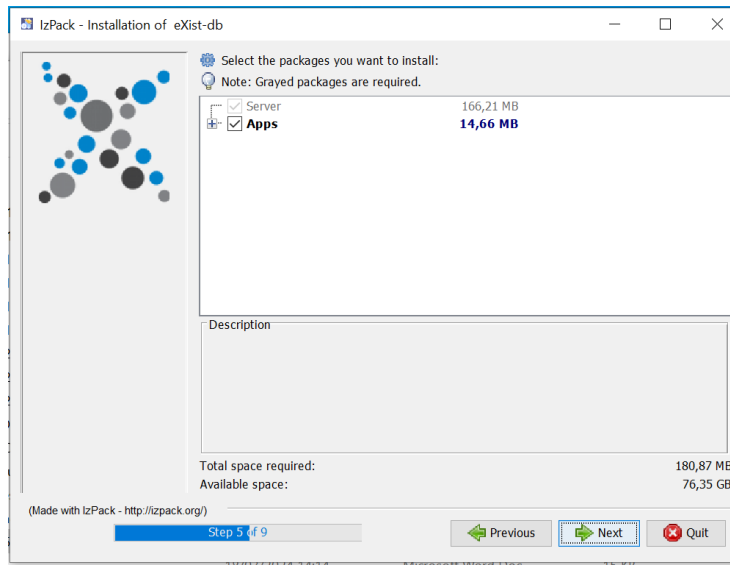 IzPack - Installation of eXist-db
Select the packages you want to install:
Note: Grayed packages are required.
Server 166,21 MB
Apps 14,66 MB
Description
Total space required: 180,87 MB
Available space: 76,35 GB
(Made with IzPack - http://izpack.org/)
Step 5 of 9
Previous
Next
Quit